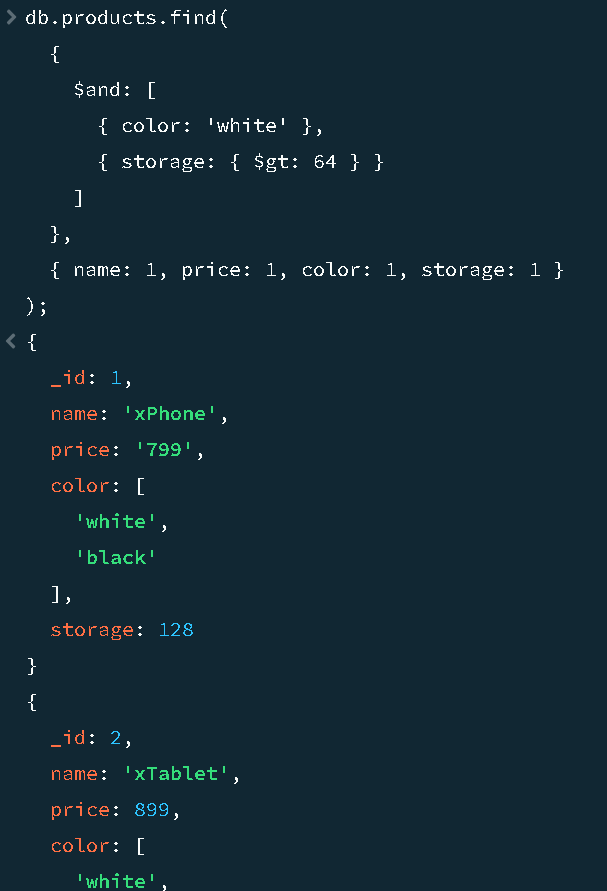 db.products.find(
{
$and: [
{ color: 'white' },
{ storage: { $gt: 64 } }
]
},
{ name: 1, price: 1, color: 1, storage: 1 }
);
{
_id: 1,
name: 'xPhone',
price: '799',
color: [
'white',
'black'
],
storage: 128
}
{
_id: 2,
name: 'xTablet',
price: 899,
color: [
'white',